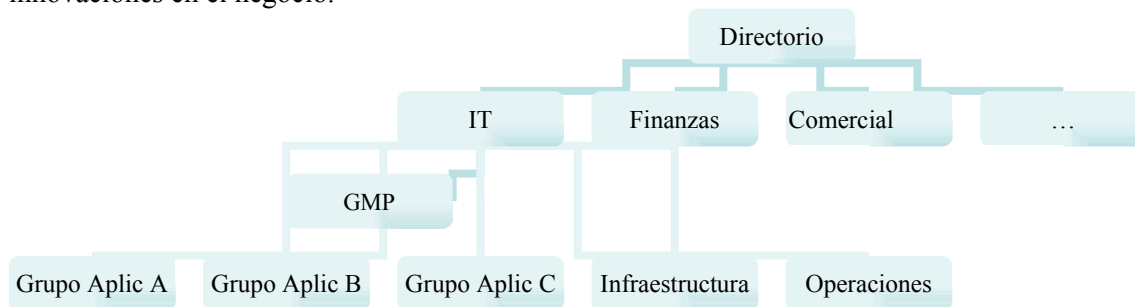 innovaciones en el negocio.
Directorio
IT
Finanzas
Comercial
…
GMP
Grupo Aplic A
Grupo Aplic B
Grupo Aplic C
Infraestructura
Operaciones